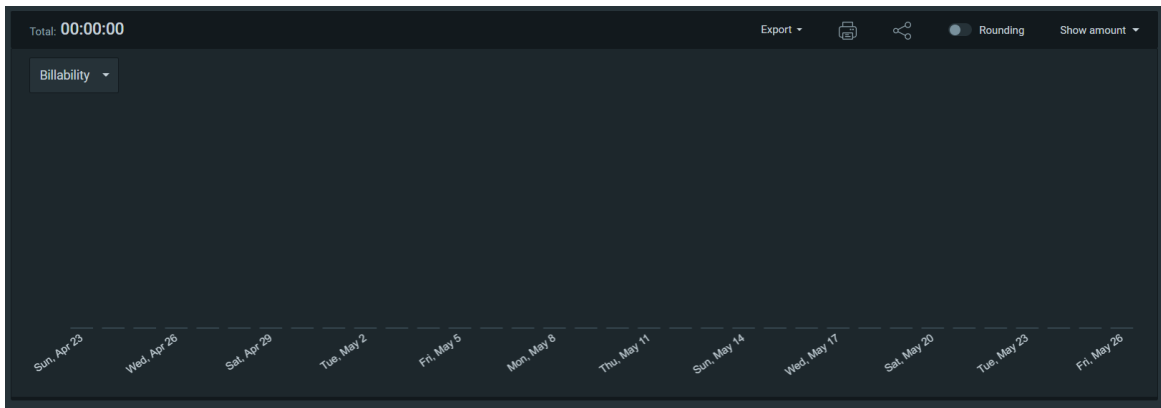 Total: 00:00:00 Export Rounding Show amount
Billability
Sun, Apr 23 Wed, Apr 26 Sat, Apr 29 Tue, May 2 Fri, May 5 Mon, May 8 Thu, May 11 Sun, May 14 Wed, May 17 Sat, May 20 Tue, May 23 Fri, May 26